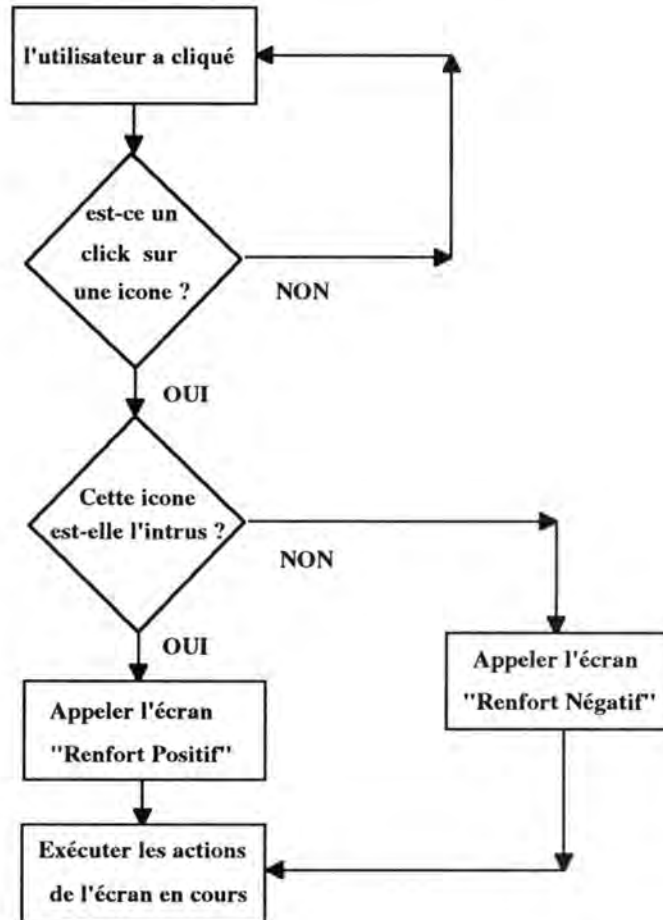 l'utilisateur a cliqué
est-ce un
click sur
une icone ?
NON
OUI
Cette icone
est-elle l'intrus ?
NON
OUI
Appeler l'écran
"Renfort Négatif"
Appeler l'écran
"Renfort Positif"
Exécuter les actions
de l'écran en cours